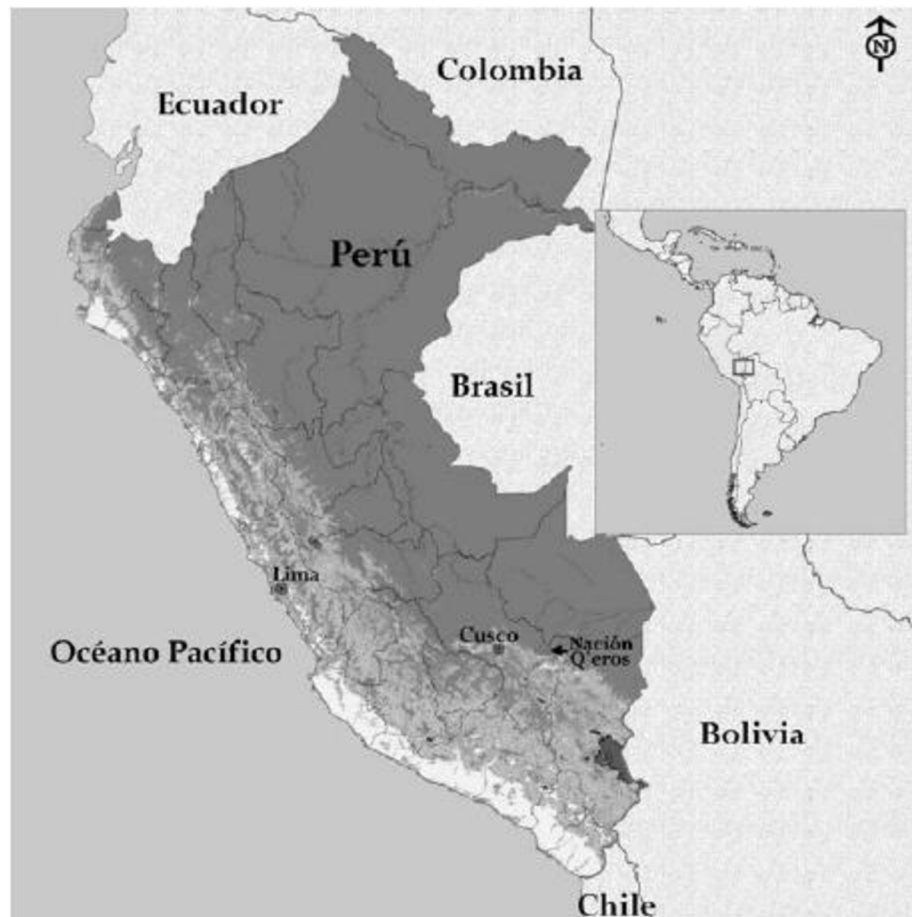 N
Colombia
Ecuador
Perú
Brasil
Lima
Cusco
Nación
Q'eros
Océano Pacífico
Bolivia
Chile